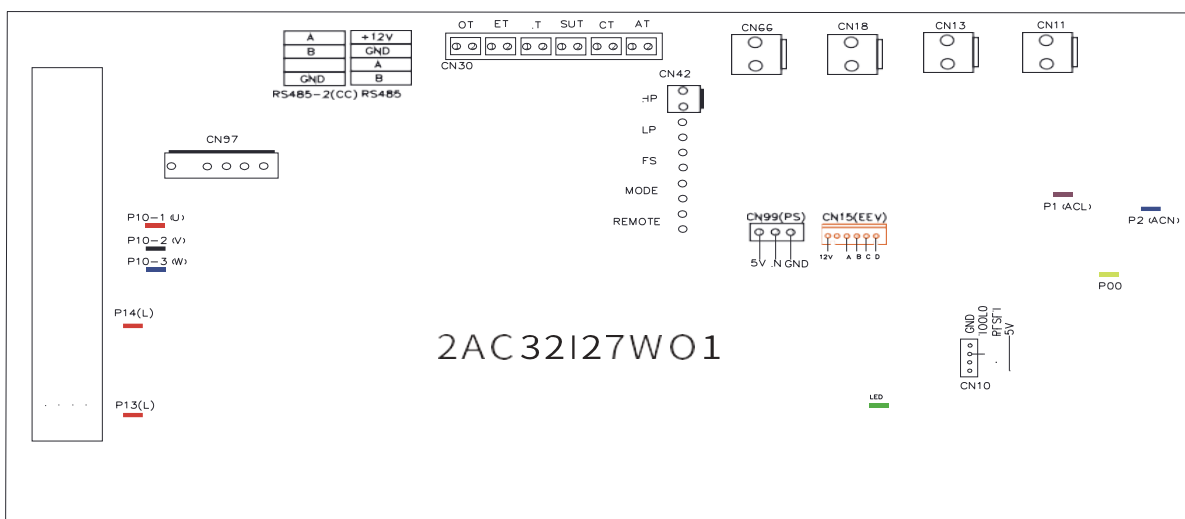 OT ET .T SUT CT AT
CN30
A +12V
B GND
A
GND B
RS485-2(CC) RS485
CN66
CN18
CN13
CN11
CN42
.HP
LP
FS
MODE
REMOTE
CN97
P10-1 (U)
P10-2 (V)
P10-3 (W)
P14(L)
P13(L)
CN99(PS)
5V .N GND
CN15(EEV)
12V A B C D
P1 (ACL)
P2 (ACN)
P00
GND
TOOL0
5V
CN10
2AC32I27WO1
LED